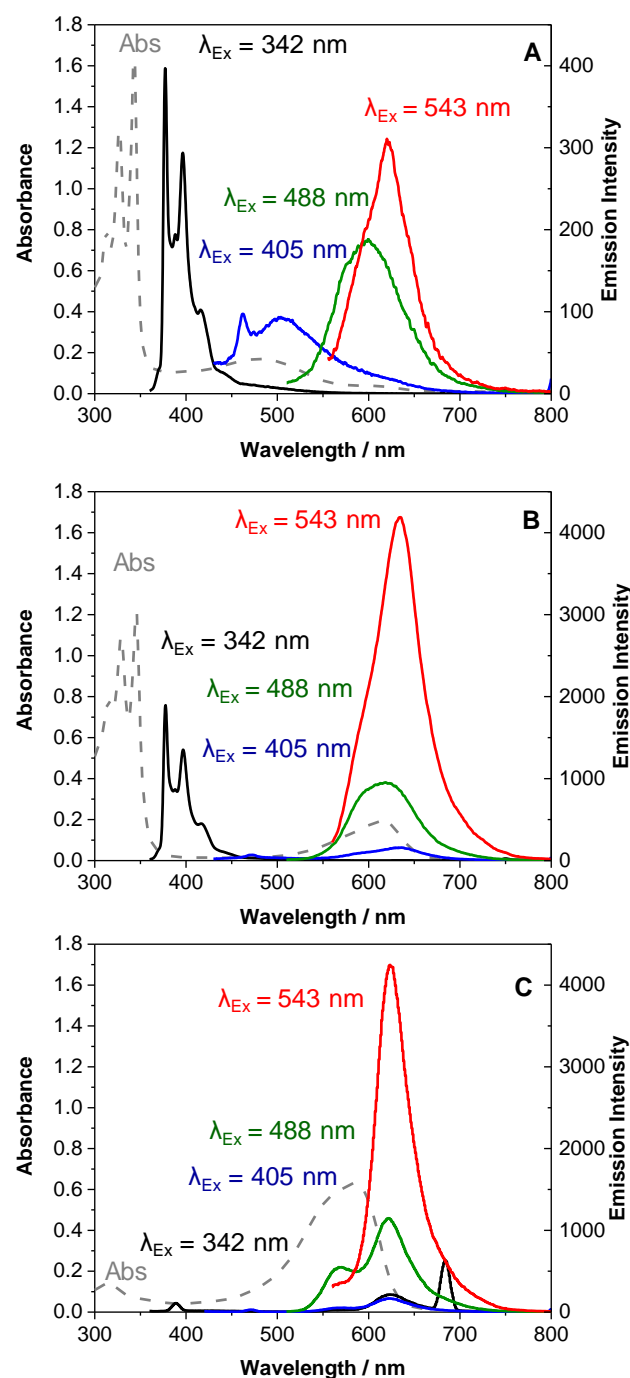 A
Abs
λEx = 342 nm
λEx = 543 nm
λEx = 488 nm
λEx = 405 nm
Absorbance
Emission Intensity
1.8
1.6
1.4
1.2
1.0
0.8
0.6
0.4
0.2
0.0
400
300
200
100
0
300 400 500 600 700 800
Wavelength / nm
B
λEx = 543 nm
Abs
λEx = 342 nm
λEx = 488 nm
λEx = 405 nm
Absorbance
Emission Intensity
1.8
1.6
1.4
1.2
1.0
0.8
0.6
0.4
0.2
0.0
4000
3000
2000
1000
0
300 400 500 600 700 800
Wavelength / nm
C
λEx = 543 nm
λEx = 488 nm
λEx = 405 nm
λEx = 342 nm
Abs
Absorbance
Emission Intensity
1.8
1.6
1.4
1.2
1.0
0.8
0.6
0.4
0.2
0.0
4000
3000
2000
1000
0
300 400 500 600 700 800
Wavelength / nm